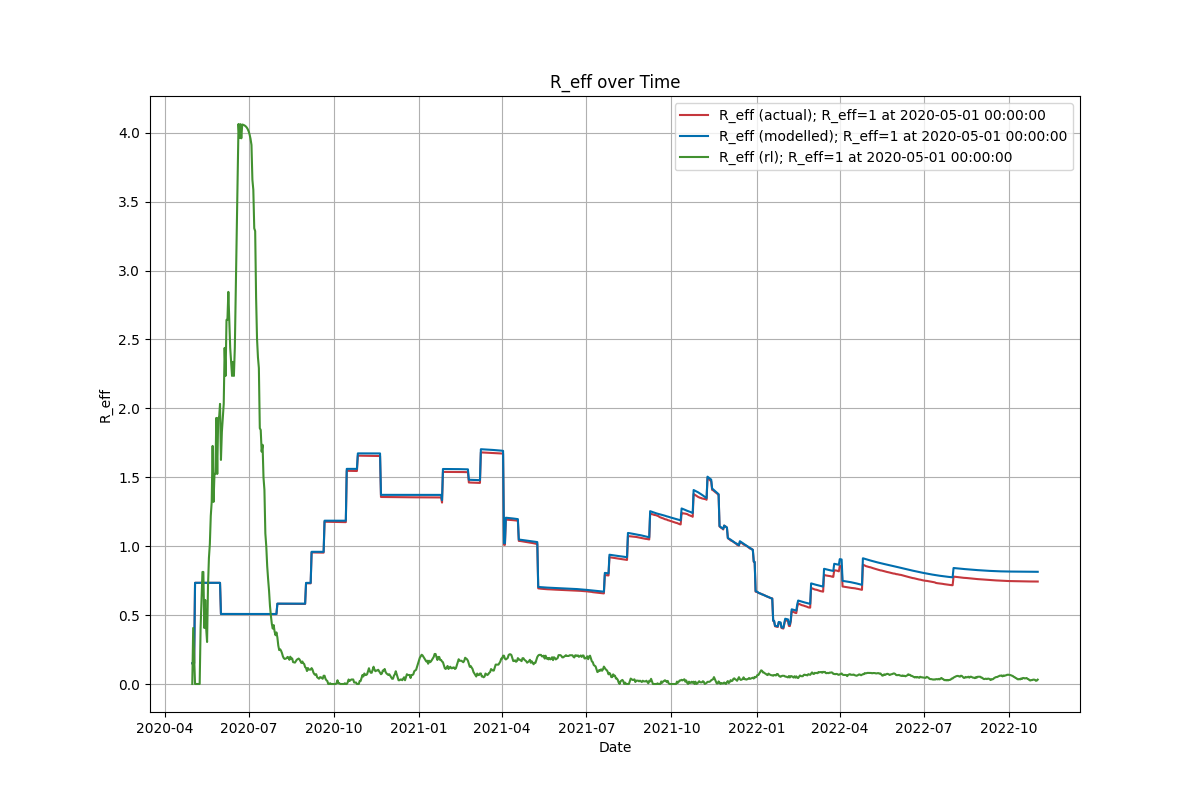 R_eff over Time
R_eff (actual); R_eff=1 at 2020-05-01 00:00:00
R_eff (modelled); R_eff=1 at 2020-05-01 00:00:00
R_eff (rl); R_eff=1 at 2020-05-01 00:00:00
4.0
3.5
3.0
2.5
2.0
1.5
1.0
0.5
0.0
R_eff
2020-04 2020-07 2020-10 2021-01 2021-04 2021-07 2021-10 2022-01 2022-04 2022-07 2022-10
Date